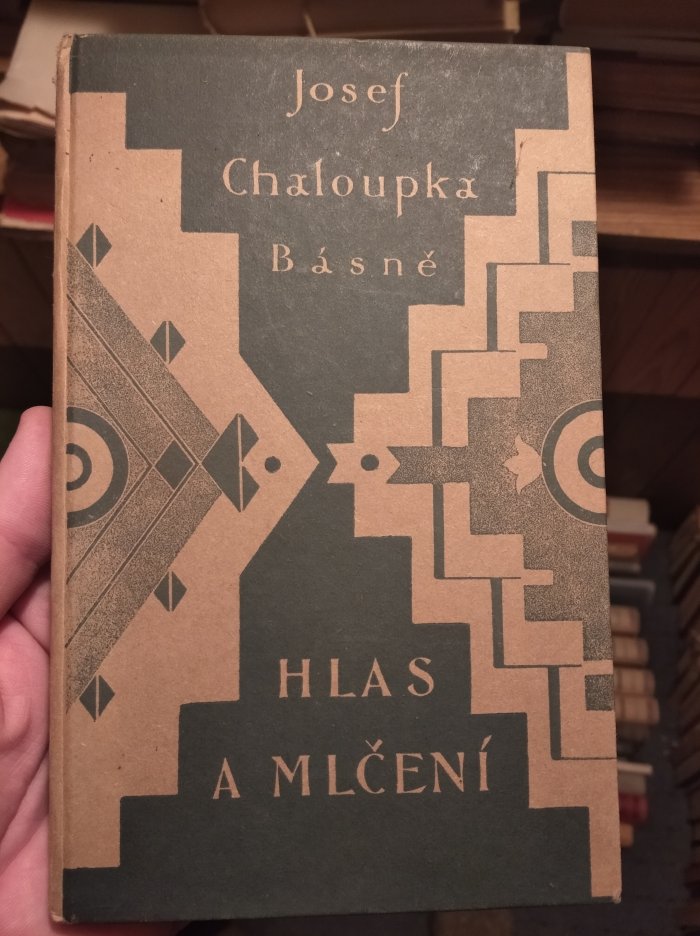 Josef
Chaloupka
Básně
HLAS
A MLČENÍ